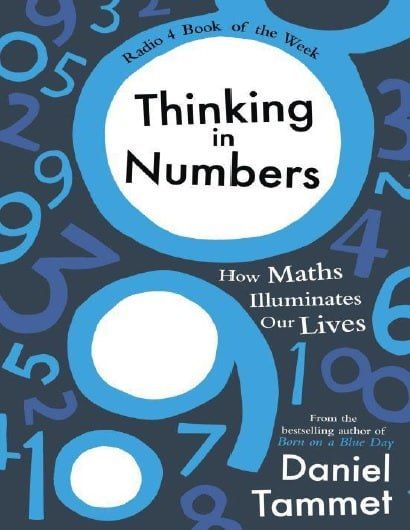 Radio 4 Book of the Week
Thinking
in
Numbers
How Maths
Illuminates
Our Lives
From the
bestselling author of
Born on a Blue Day
Daniel
Tammet